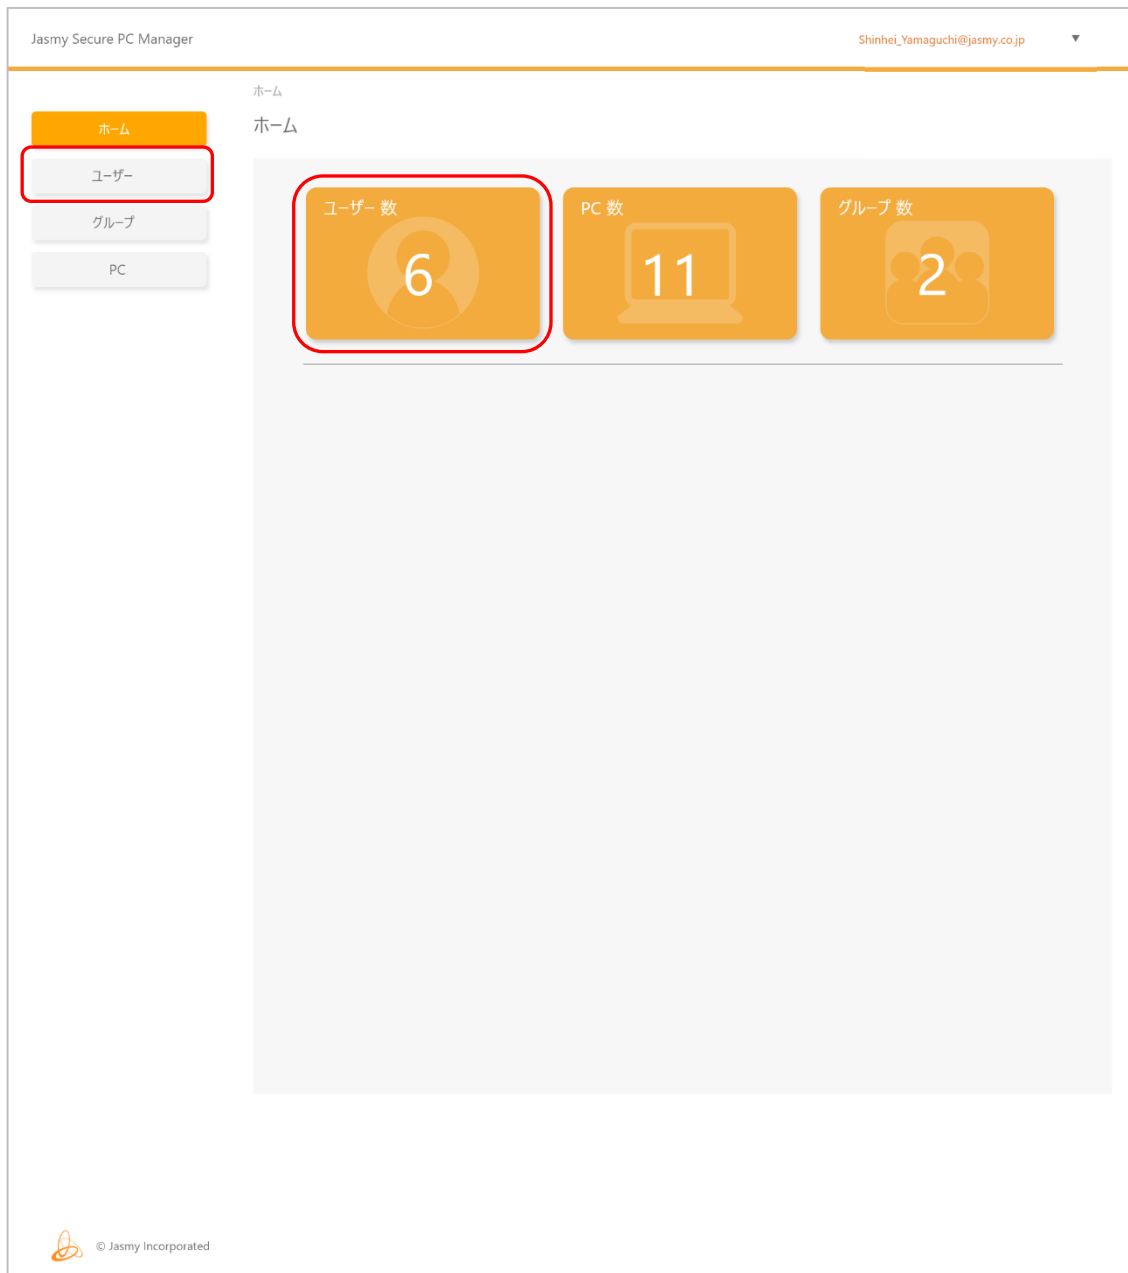 Jasmy Secure PC Manager
Shinhei_Yamaguchi@jasmy.co.jp ▼
ホーム
ホーム
ホーム
ユーザー
グループ
PC
ユーザー 数
6
PC 数
11
グループ 数
2
© Jasmy Incorporated